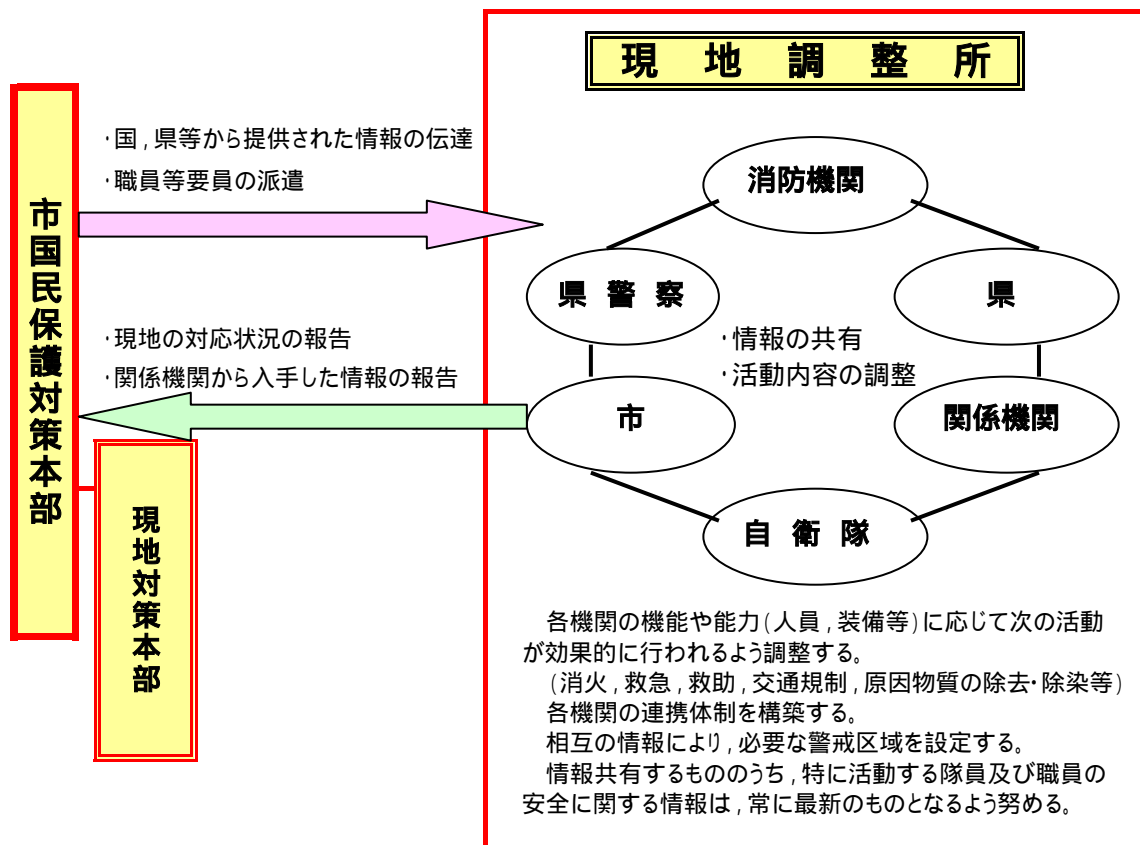 現地調整所
市国民保護対策本部
・国，県等から提供された情報の伝達
・職員等要員の派遣
・現地の対応状況の報告
・関係機関から入手した情報の報告
現地対策本部
消防機関
県警察
県
・情報の共有
・活動内容の調整
市
関係機関
自衛隊
各機関の機能や能力（人員，装備等）に応じて次の活動
が効果的に行われるよう調整する。
（消火，救急，救助，交通規制，原因物質の除去・除染等）
各機関の連携体制を構築する。
相互の情報により，必要な警戒区域を設定する。
情報共有するもののうち，特に活動する隊員及び職員の
安全に関する情報は，常に最新のものとなるよう努める。